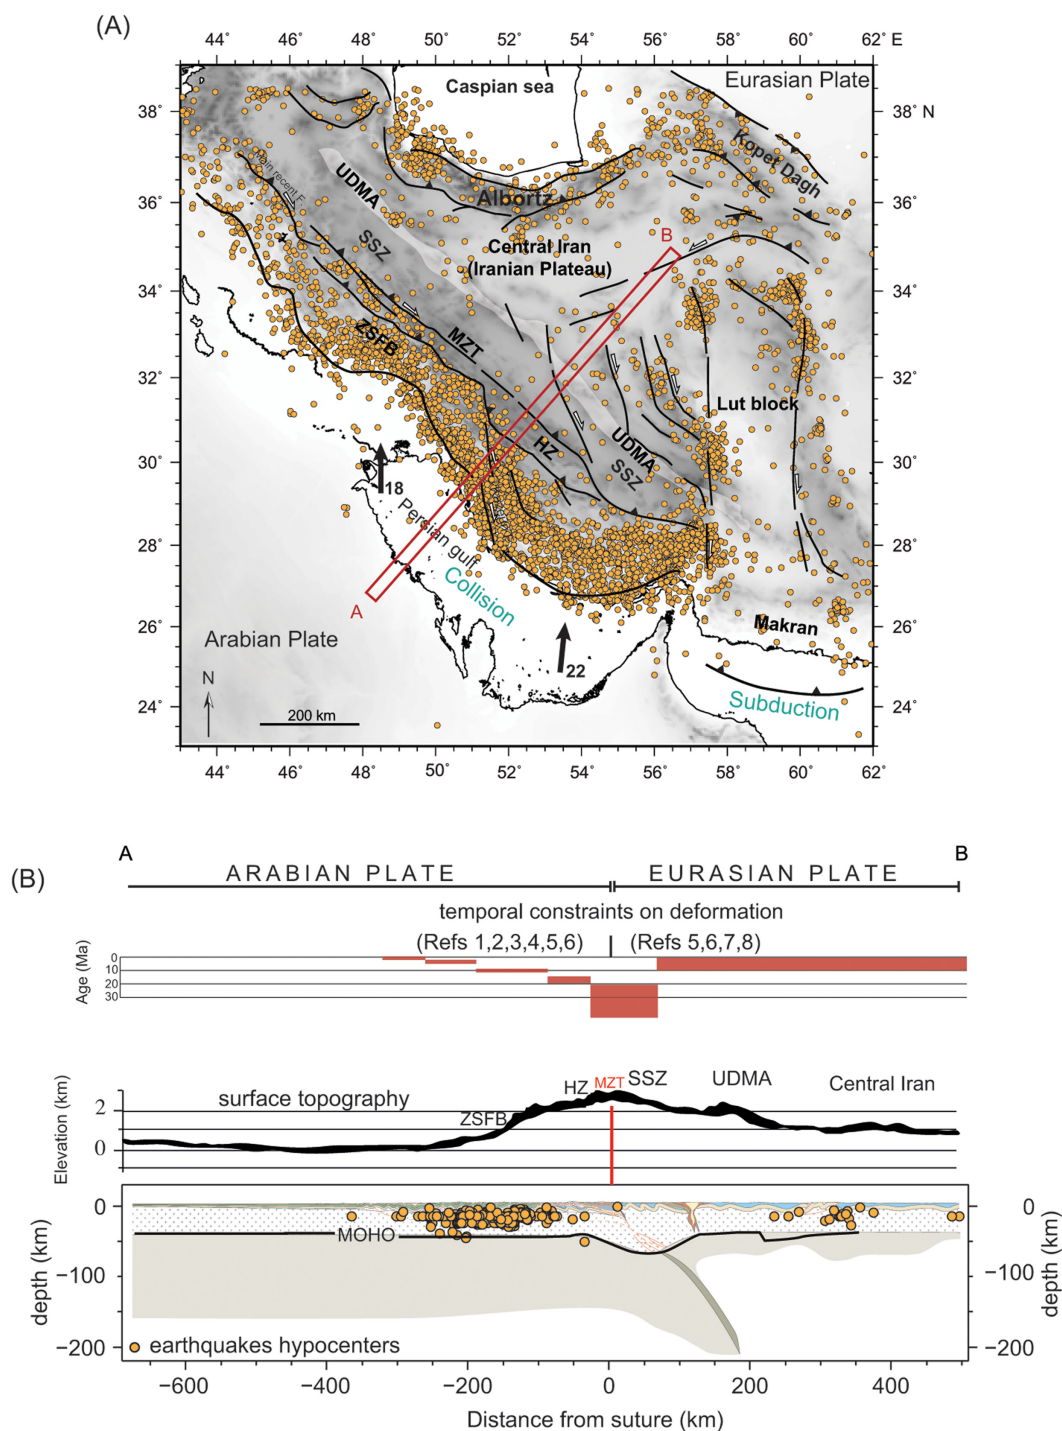 (A)
44° 46° 48° 50° 52° 54° 56° 58° 60° 62° E
Caspian sea
Eurasian Plate
38°
38° N
Kopet Dagh
Main recent F.
UDMA
Albortz
36°
36°
SSZ
Central Iran
(Iranian Plateau)
B
34°
34°
ZSFB
MZT
32°
32°
Lut block
HZ
UDMA
SSZ
30°
30°
18
Persian gulf
28°
28°
Collision
A
26°
26°
Makran
Arabian Plate
22
N
24°
24°
Subduction
200 km
44° 46° 48° 50° 52° 54° 56° 58° 60° 62°
A
B
(B)
ARABIAN PLATE
EURASIAN PLATE
temporal constraints on deformation
(Refs 1,2,3,4,5,6)
(Refs 5,6,7,8)
Age (Ma)
0
10
20
30
Elevation (km)
2
0
surface topography
ZSFB
HZ
MZT
SSZ
UDMA
Central Iran
depth (km)
0
−100
−200
MOHO
0
−100
−200
depth (km)
earthquakes hypocenters
−600 −400 −200 0 200 400
Distance from suture (km)